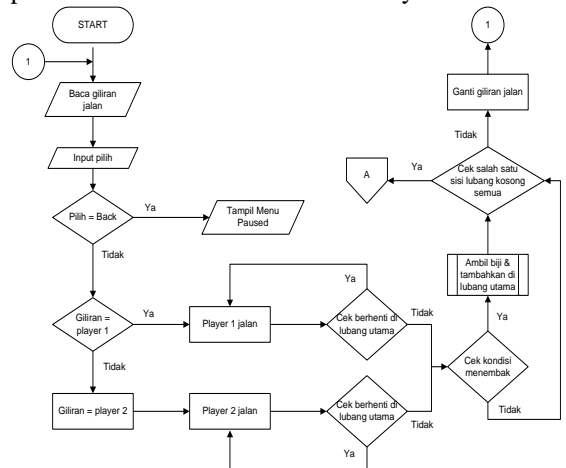 START
1
Baca giliran
jalan
Input pilih
Pilih = Back
Ya
Tampil Menu
Paused
Tidak
Giliran =
player 1
Ya
Player 1 jalan
Ya
Cek berhenti di
lubang utama
Tidak
Tidak
Giliran = player 2
Player 2 jalan
Cek berhenti di
lubang utama
Tidak
Ya
Cek kondisi
menembak
Tidak
Ya
Ambil biji &
tambahkan di
lubang utama
Cek salah satu
sisi lubang kosong
semua
Ya
A
Tidak
Ganti giliran jalan
1